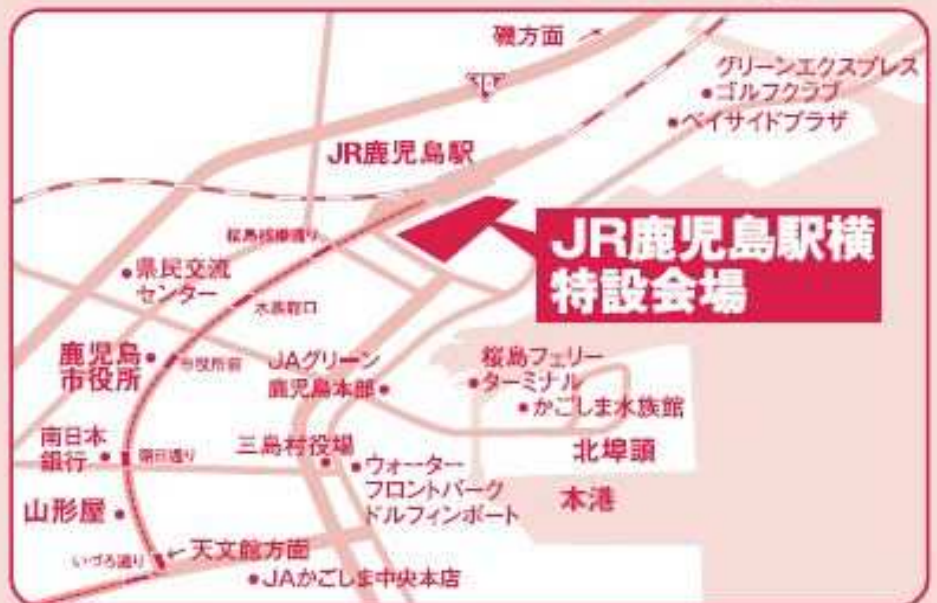 磯方面
グリーンエクスプレス
ゴルフクラブ
ベイサイドプラザ
JR鹿児島駅
JR鹿児島駅横
特設会場
桜島桟橋通り
県民交流
センター
水族館口
鹿児島
市役所
市役所前
JAグリーン
鹿児島本部
桜島フェリー
ターミナル
かごしま水族館
南日本
銀行
朝日通り
三島村役場
ウォーター
フロントパーク
ドルフィンポート
北埠頭
本港
山形屋
いづろ通り
天文館方面
JAかごしま中央本店